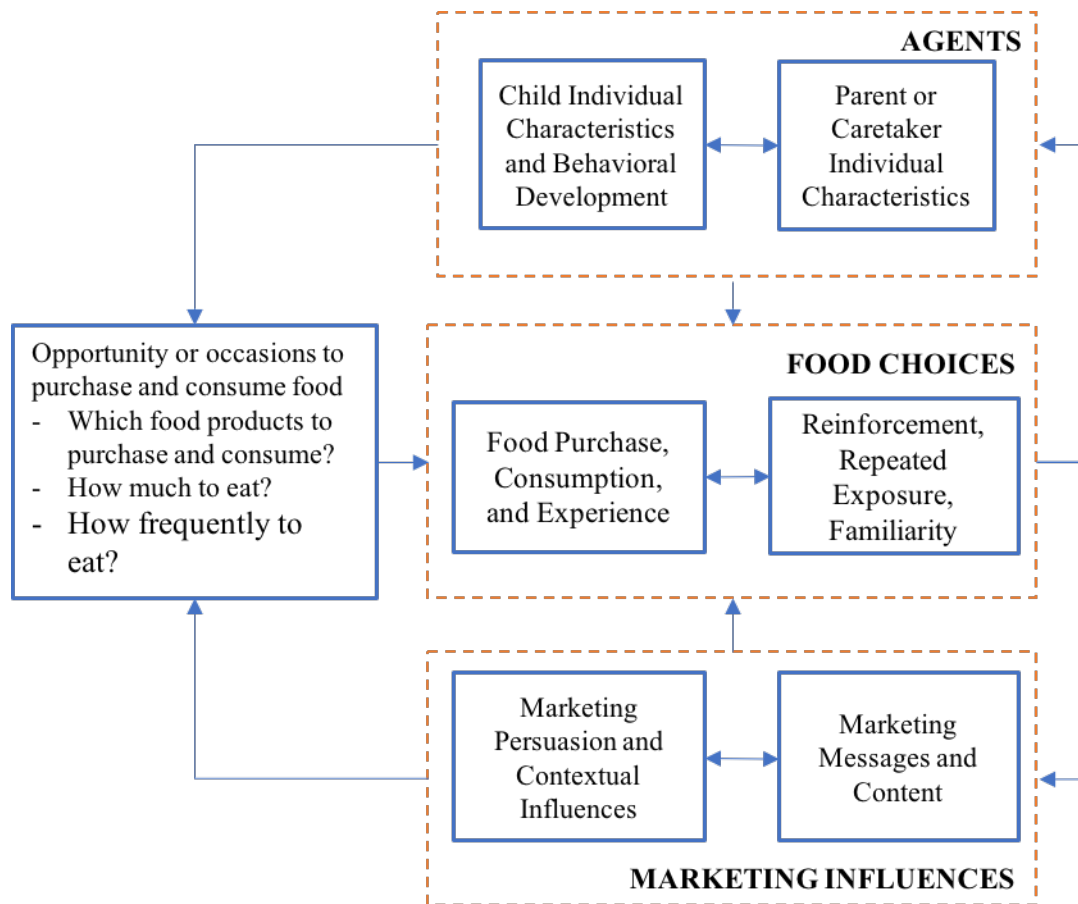 AGENTS
Child Individual
Characteristics
and Behavioral
Development
Parent or
Caretaker
Individual
Characteristics
Opportunity or occasions to
purchase and consume food
- Which food products to
purchase and consume?
- How much to eat?
- How frequently to
eat?
FOOD CHOICES
Food Purchase,
Consumption,
and Experience
Reinforcement,
Repeated
Exposure,
Familiarity
Marketing
Persuasion and
Contextual
Influences
Marketing
Messages and
Content
MARKETING INFLUENCES